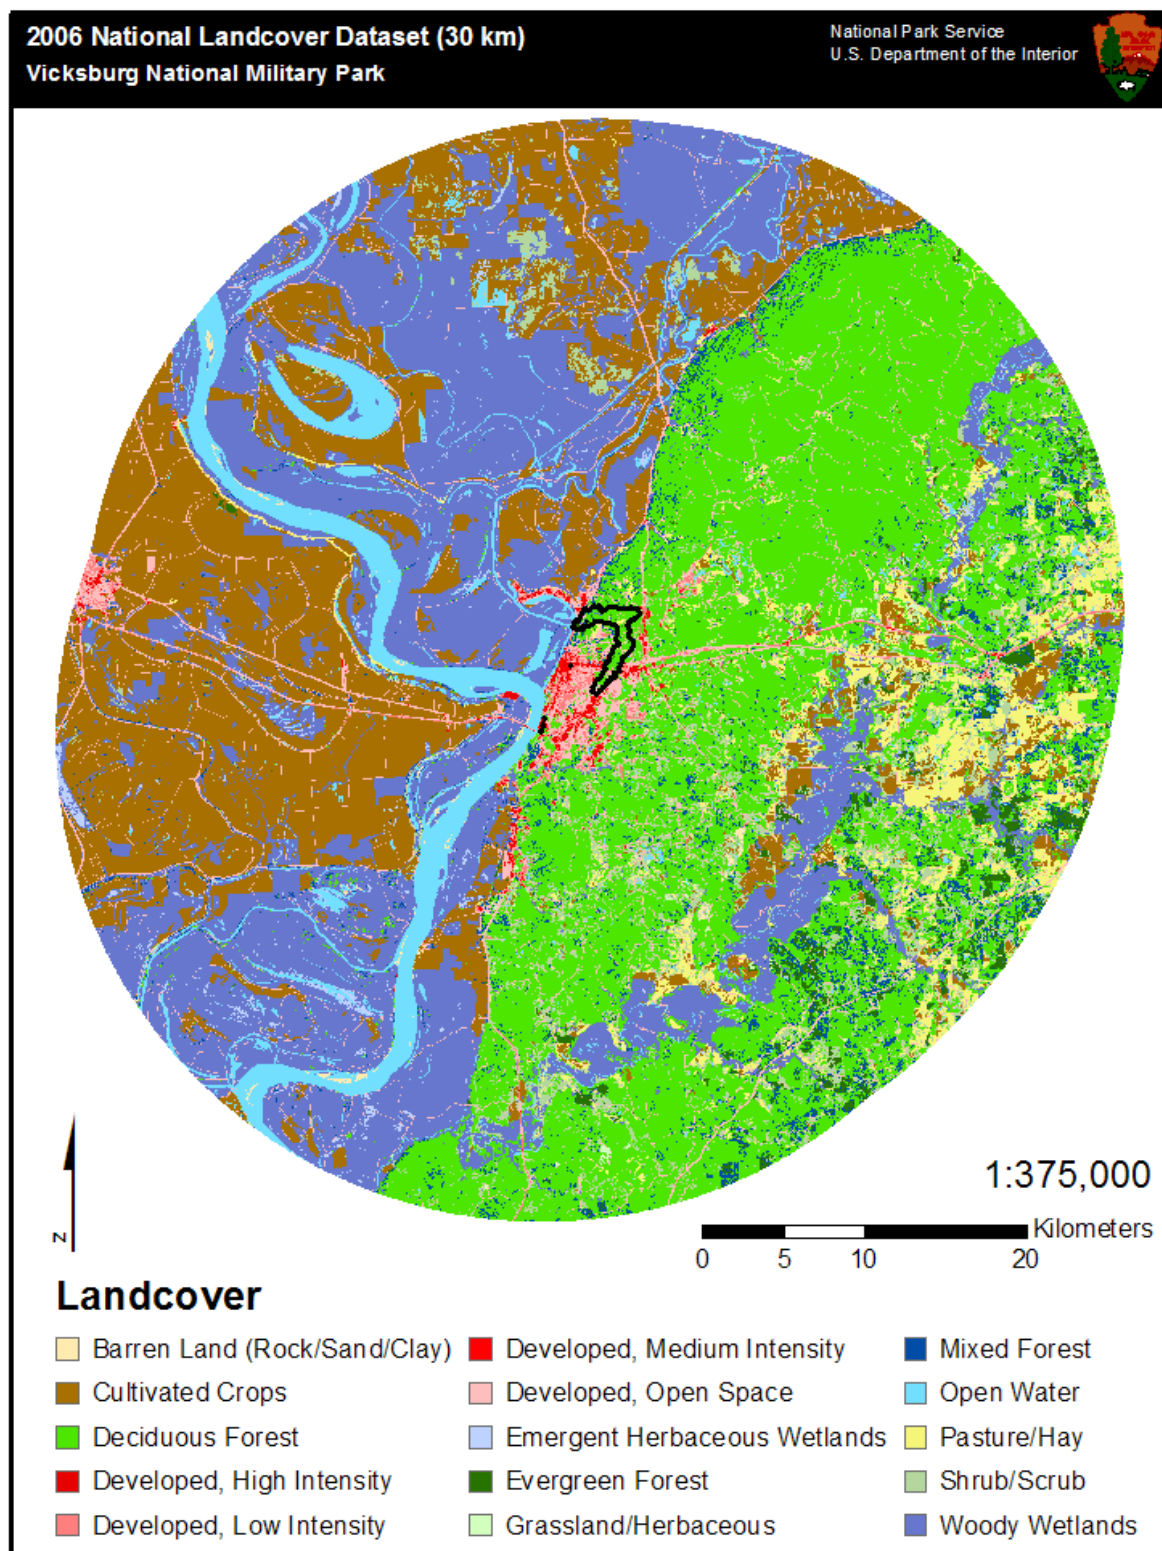 2006 National Landcover Dataset (30 km)
Vicksburg National Military Park
National Park Service
U.S. Department of the Interior
1:375,000
Kilometers
0 5 10 20
N
Landcover
Barren Land (Rock/Sand/Clay)
Cultivated Crops
Deciduous Forest
Developed, High Intensity
Developed, Low Intensity
Developed, Medium Intensity
Developed, Open Space
Emergent Herbaceous Wetlands
Evergreen Forest
Grassland/Herbaceous
Mixed Forest
Open Water
Pasture/Hay
Shrub/Scrub
Woody Wetlands